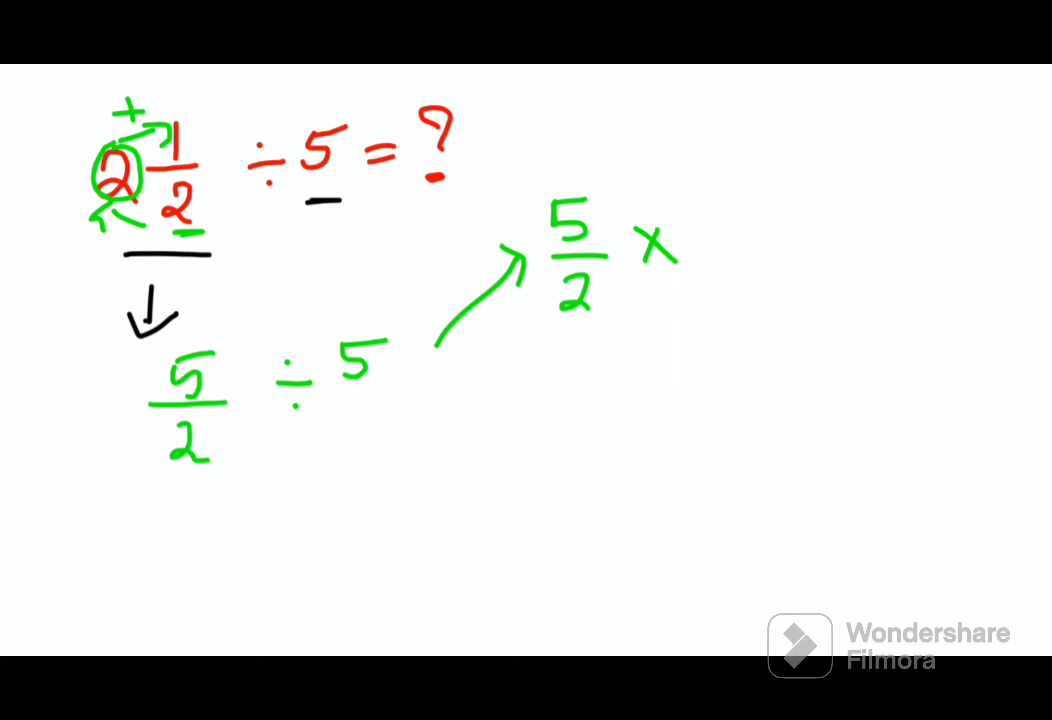 +
2 1/2 ÷ 5 = ?
5/2 ×
5/2 ÷ 5
Wondershare
Filmora